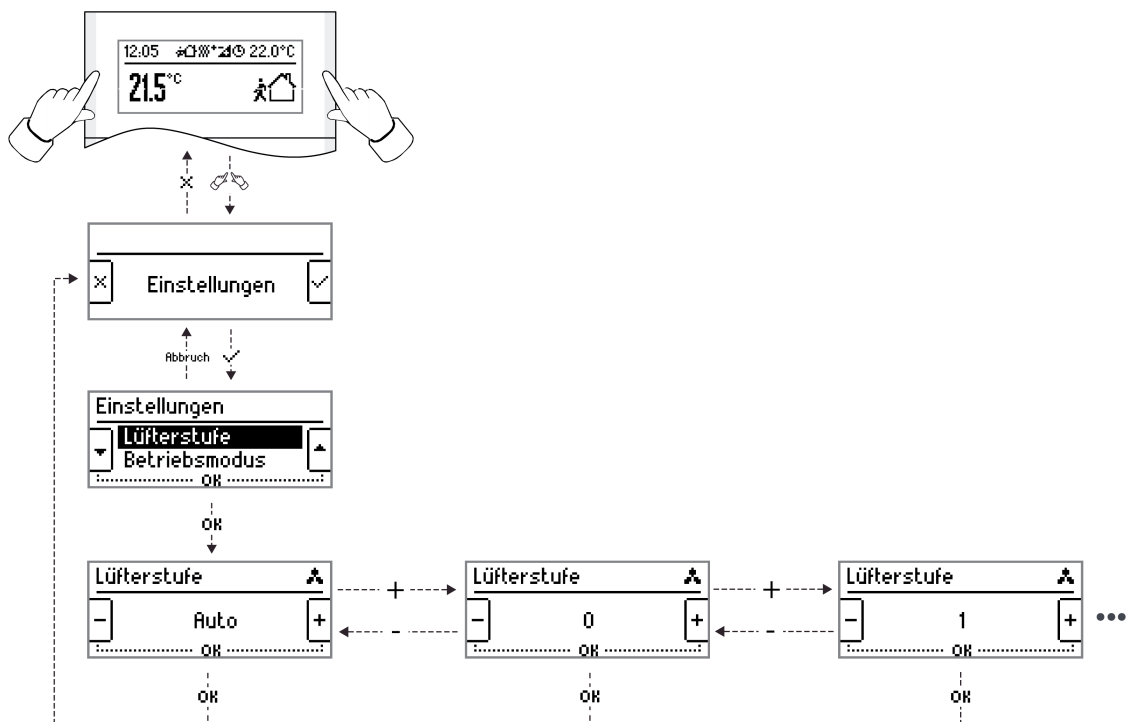 12:05 22.0°C
21.5°C
×
× Einstellungen ✓
Abbruch ✓
Einstellungen
Lüfterstufe
Betriebsmodus
OK
OK
Lüfterstufe
- Auto +
OK
+
-
Lüfterstufe
- 0 +
OK
+
-
Lüfterstufe
- 1 +
OK
•••
OK
OK
OK